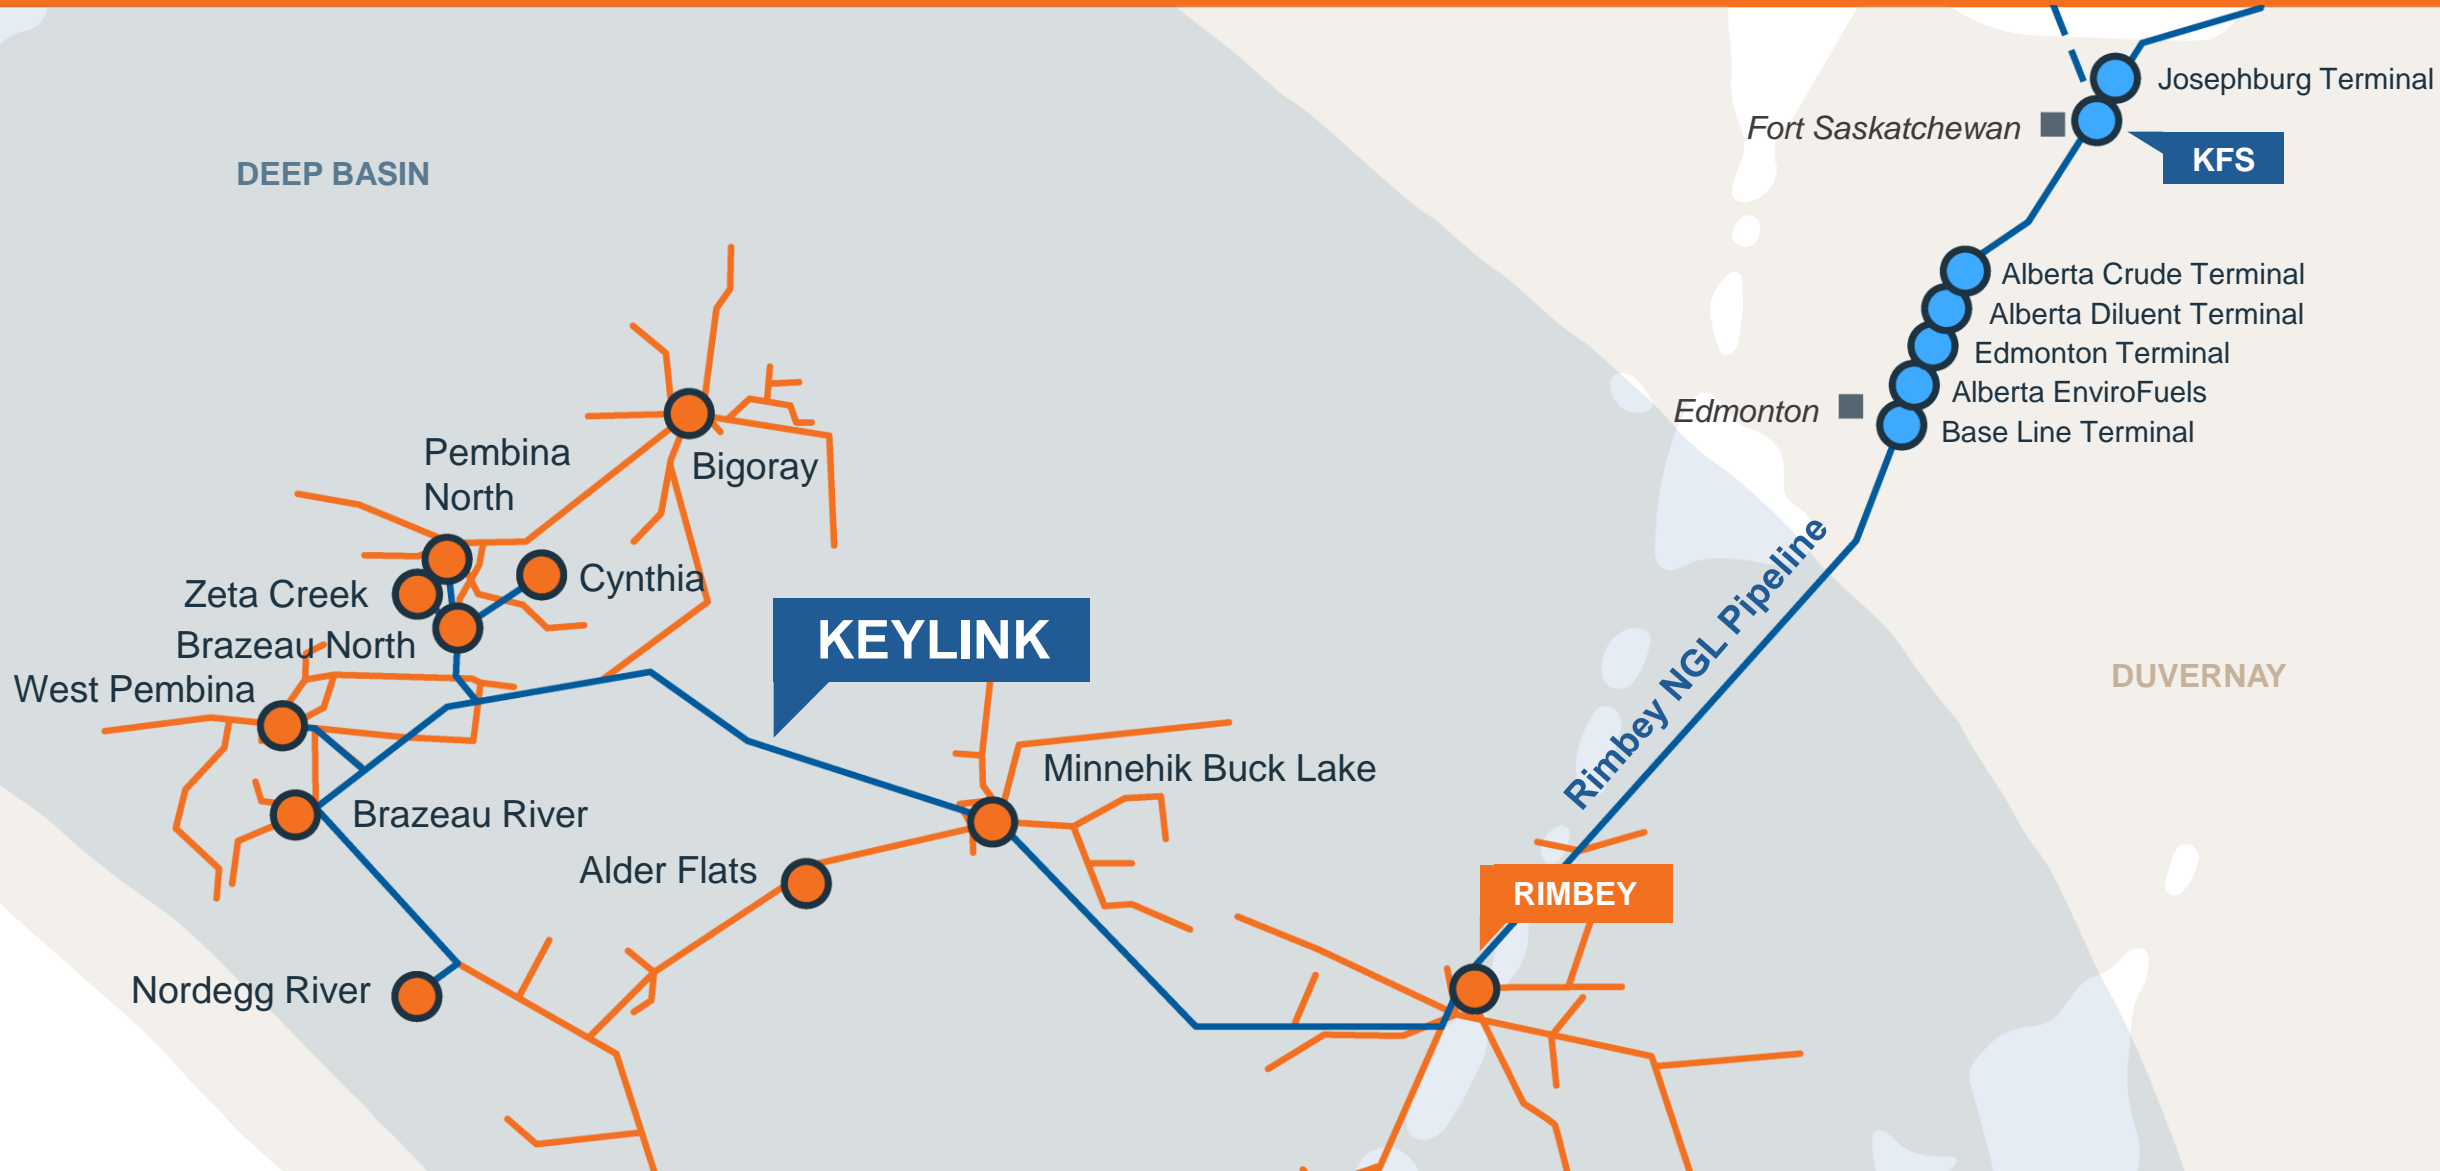 Josephburg Terminal
Fort Saskatchewan
KFS
DEEP BASIN
Alberta Crude Terminal
Alberta Diluent Terminal
Edmonton Terminal
Alberta EnviroFuels
Edmonton
Base Line Terminal
Pembina
North
Bigoray
Cynthia
Zeta Creek
Brazeau North
KEYLINK
West Pembina
Rimbey NGL Pipeline
DUVERNAY
Minnehik Buck Lake
Brazeau River
Alder Flats
RIMBEY
Nordegg River